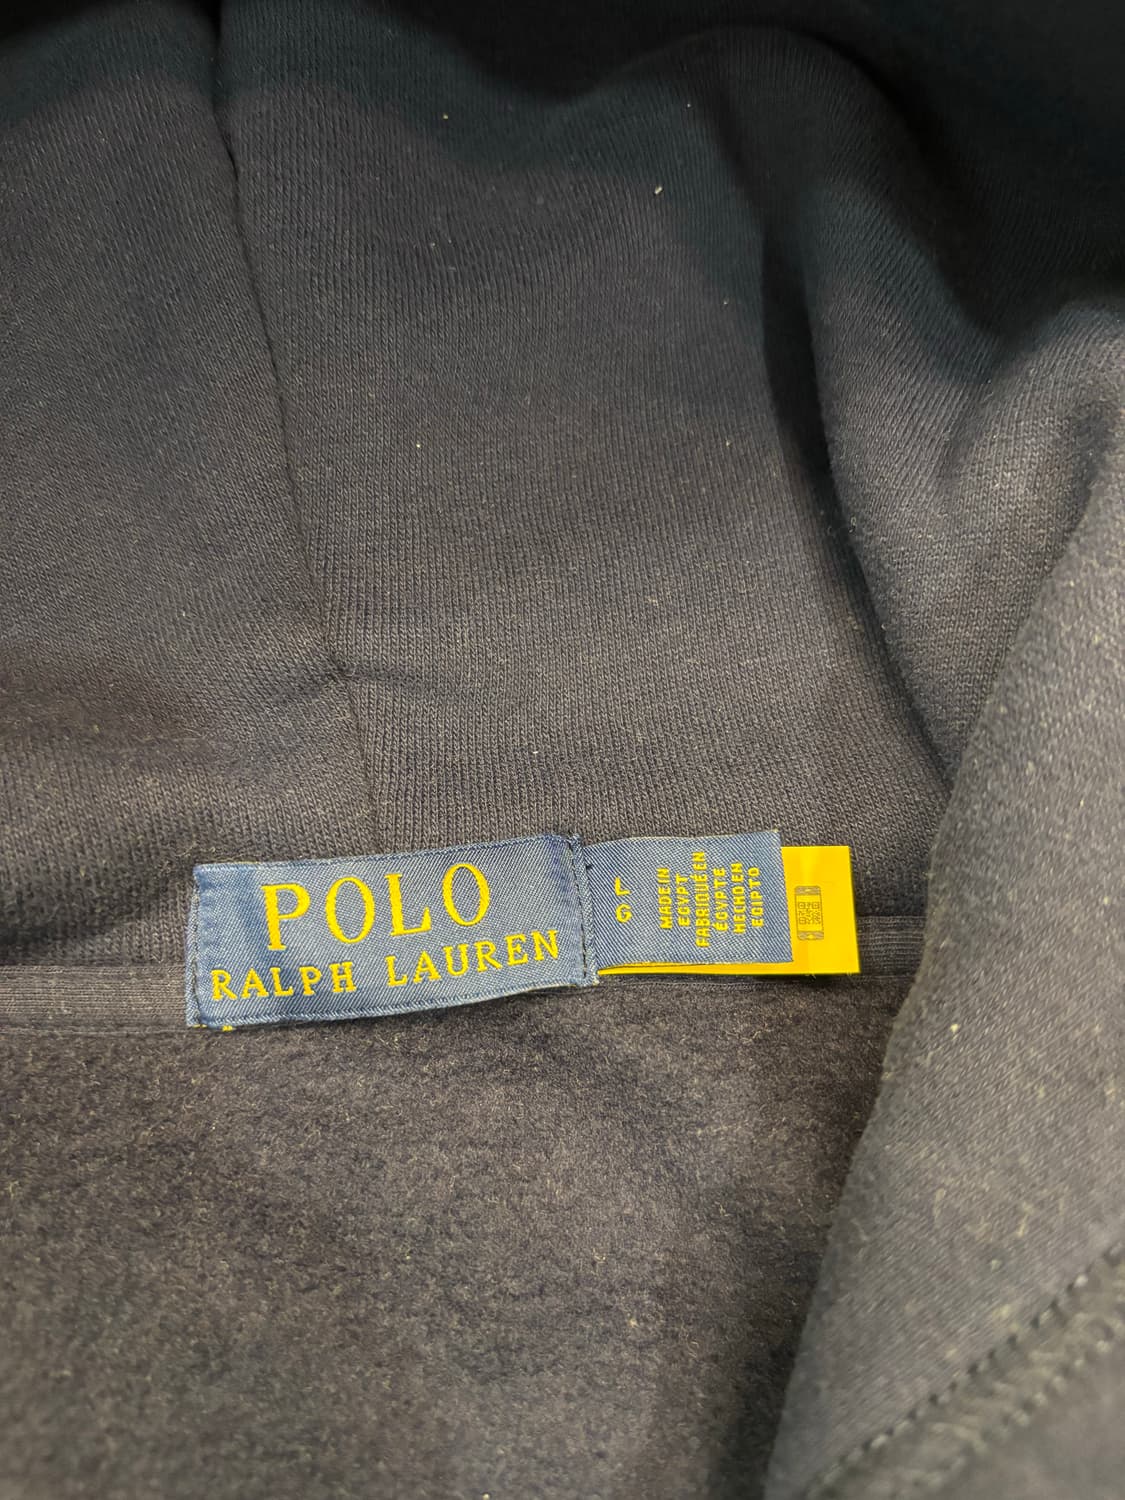 POLO
RALPH LAUREN
L
G
MADE IN
EGYPT
FABRIQUÉ EN
ÉGYPTE
HECHO EN
EGIPTO